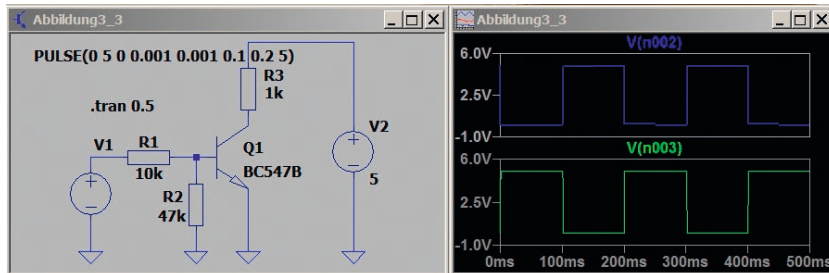 Abbildung3_3
PULSE(0 5 0 0.001 0.001 0.1 0.2 5)
R3
1k
.tran 0.5
V1
R1
10k
Q1
BC547B
R2
47k
V2
5
Abbildung3_3
V(n002)
6.0V
2.5V
-1.0V
V(n003)
6.0V
2.5V
-1.0V
0ms 100ms 200ms 300ms 400ms 500ms